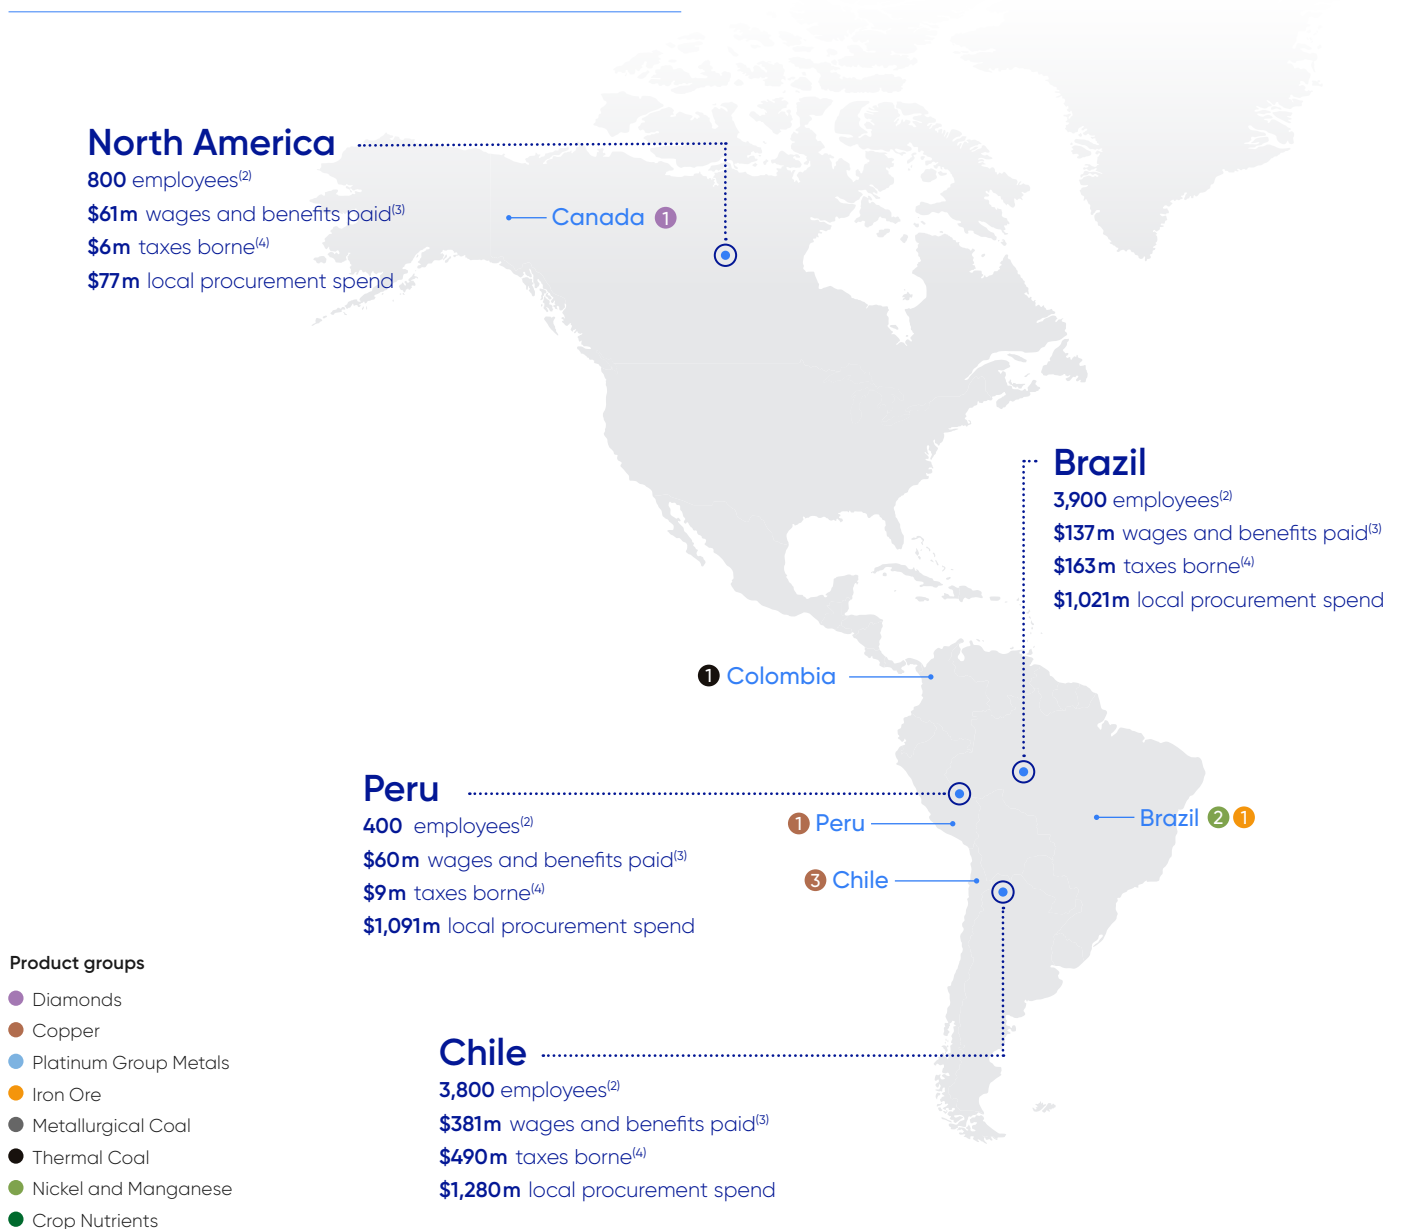 North America
800 employees(2)
$61m wages and benefits paid(3)
$6m taxes borne(4)
$77m local procurement spend
Canada 1
Brazil
3,900 employees(2)
$137m wages and benefits paid(3)
$163m taxes borne(4)
$1,021m local procurement spend
1 Colombia
Peru
400 employees(2)
$60m wages and benefits paid(3)
$9m taxes borne(4)
$1,091m local procurement spend
1 Peru
Brazil 2 1
3 Chile
Chile
3,800 employees(2)
$381m wages and benefits paid(3)
$490m taxes borne(4)
$1,280m local procurement spend
Product groups
Diamonds
Copper
Platinum Group Metals
Iron Ore
Metallurgical Coal
Thermal Coal
Nickel and Manganese
Crop Nutrients